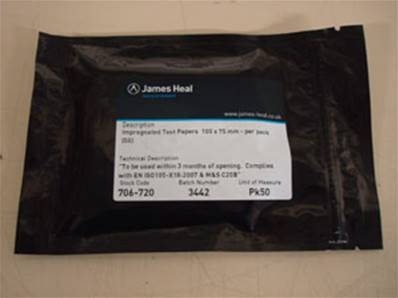 James Heal
www.james-heal.co.uk
Description
Impregnated Test Papers 100 x 75 mm - per pack
(50)
Technical Description
"To be used within 3 months of opening. Complies
with EN ISO105-X18:2007 & M&S C20B"
Stock Code Batch Number Unit of Measure
706-720 3442 Pk50